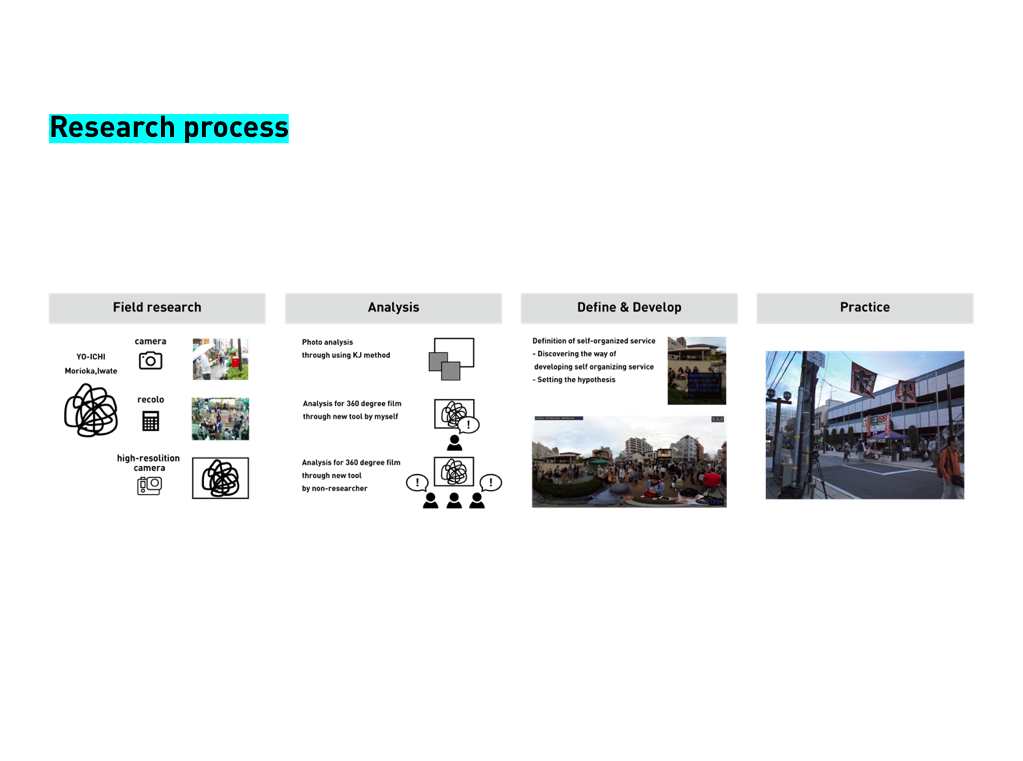 Research process
Field research
YO-ICHI
Morioka,Iwate
camera
recolo
high-resolition
camera
Analysis
Photo analysis
through using KJ method
Analysis for 360 degree film
through new tool by myself
!
Analysis for 360 degree film
through new tool
by non-researcher
!
!
Define & Develop
Definition of self-organized service
- Discovering the way of
developing self organizing service
- Setting the hypothesis
Practice